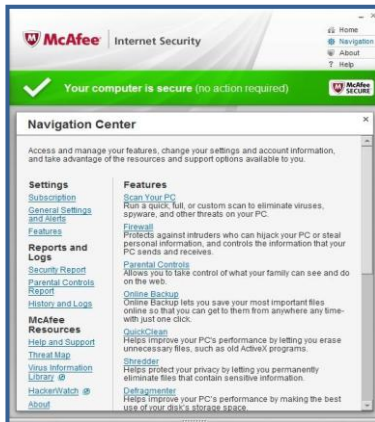 McAfee Internet Security
Home
Navigation
About
Help
Your computer is secure (no action required)
McAfee SECURE
Navigation Center
Access and manage your features, change your settings and account information,
and take advantage of the resources and support options available to you.
Settings
Subscription
General Settings
and Alerts
Features
Reports and
Logs
Security Report
Parental Controls
Report
History and Logs
McAfee
Resources
Help and Support
Threat Map
Virus Information
Library
HackerWatch
About
Features
Scan Your PC
Run a quick, full, or custom scan to eliminate viruses,
spyware, and other threats on your PC.
Firewall
Protects against intruders who can hijack your PC or steal
personal information, and controls the information that your
PC sends and receives.
Parental Controls
Allows you to take control of what your family can see and do
on the web.
Online Backup
Online Backup lets you save your most important files
online so that you can get to them from anywhere any time-
with just one click.
QuickClean
Helps improve your PC's performance by letting you erase
unnecessary files, such as old ActiveX programs.
Shredder
Helps protect your privacy by letting you permanently
eliminate files that contain sensitive information.
Defragmenter
Helps improve your PC's performance by making the best
use of your disk's storage space.